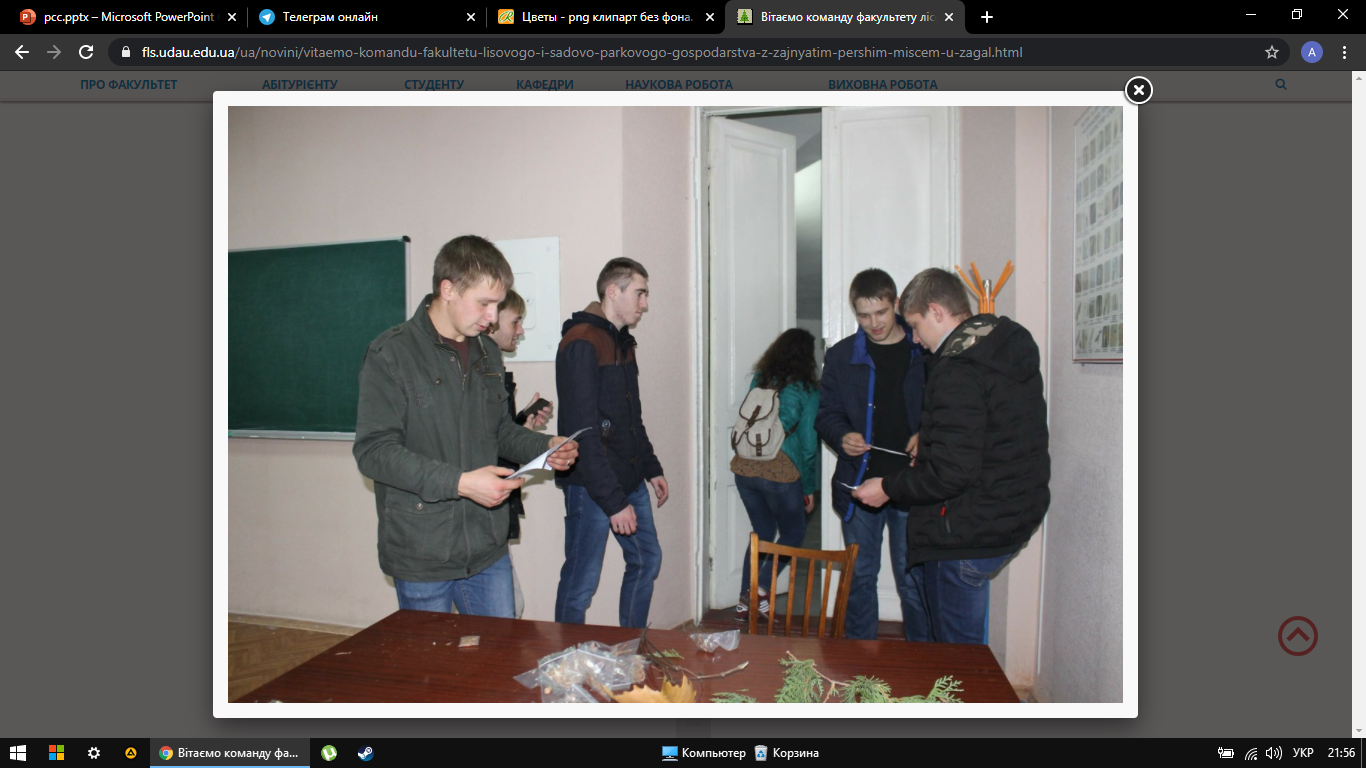 pcc.pptx – Microsoft PowerPoint
Телеграм онлайн
Цветы - png клипарт без фона.
Вітаємо команду факультету ліс
fls.udau.edu.ua/ua/novini/vitaemo-komandu-fakultetu-lisovogo-i-sadovo-parkovogo-gospodarstva-z-zajnyatim-pershim-miscem-u-zagal.html
A
ПРО ФАКУЛЬТЕТ
АБІТУРІЄНТУ
СТУДЕНТУ
КАФЕДРИ
НАУКОВА РОБОТА
ВИХОВНА РОБОТА
Вітаємо команду фа...
Компьютер
Корзина
УКР
21:56